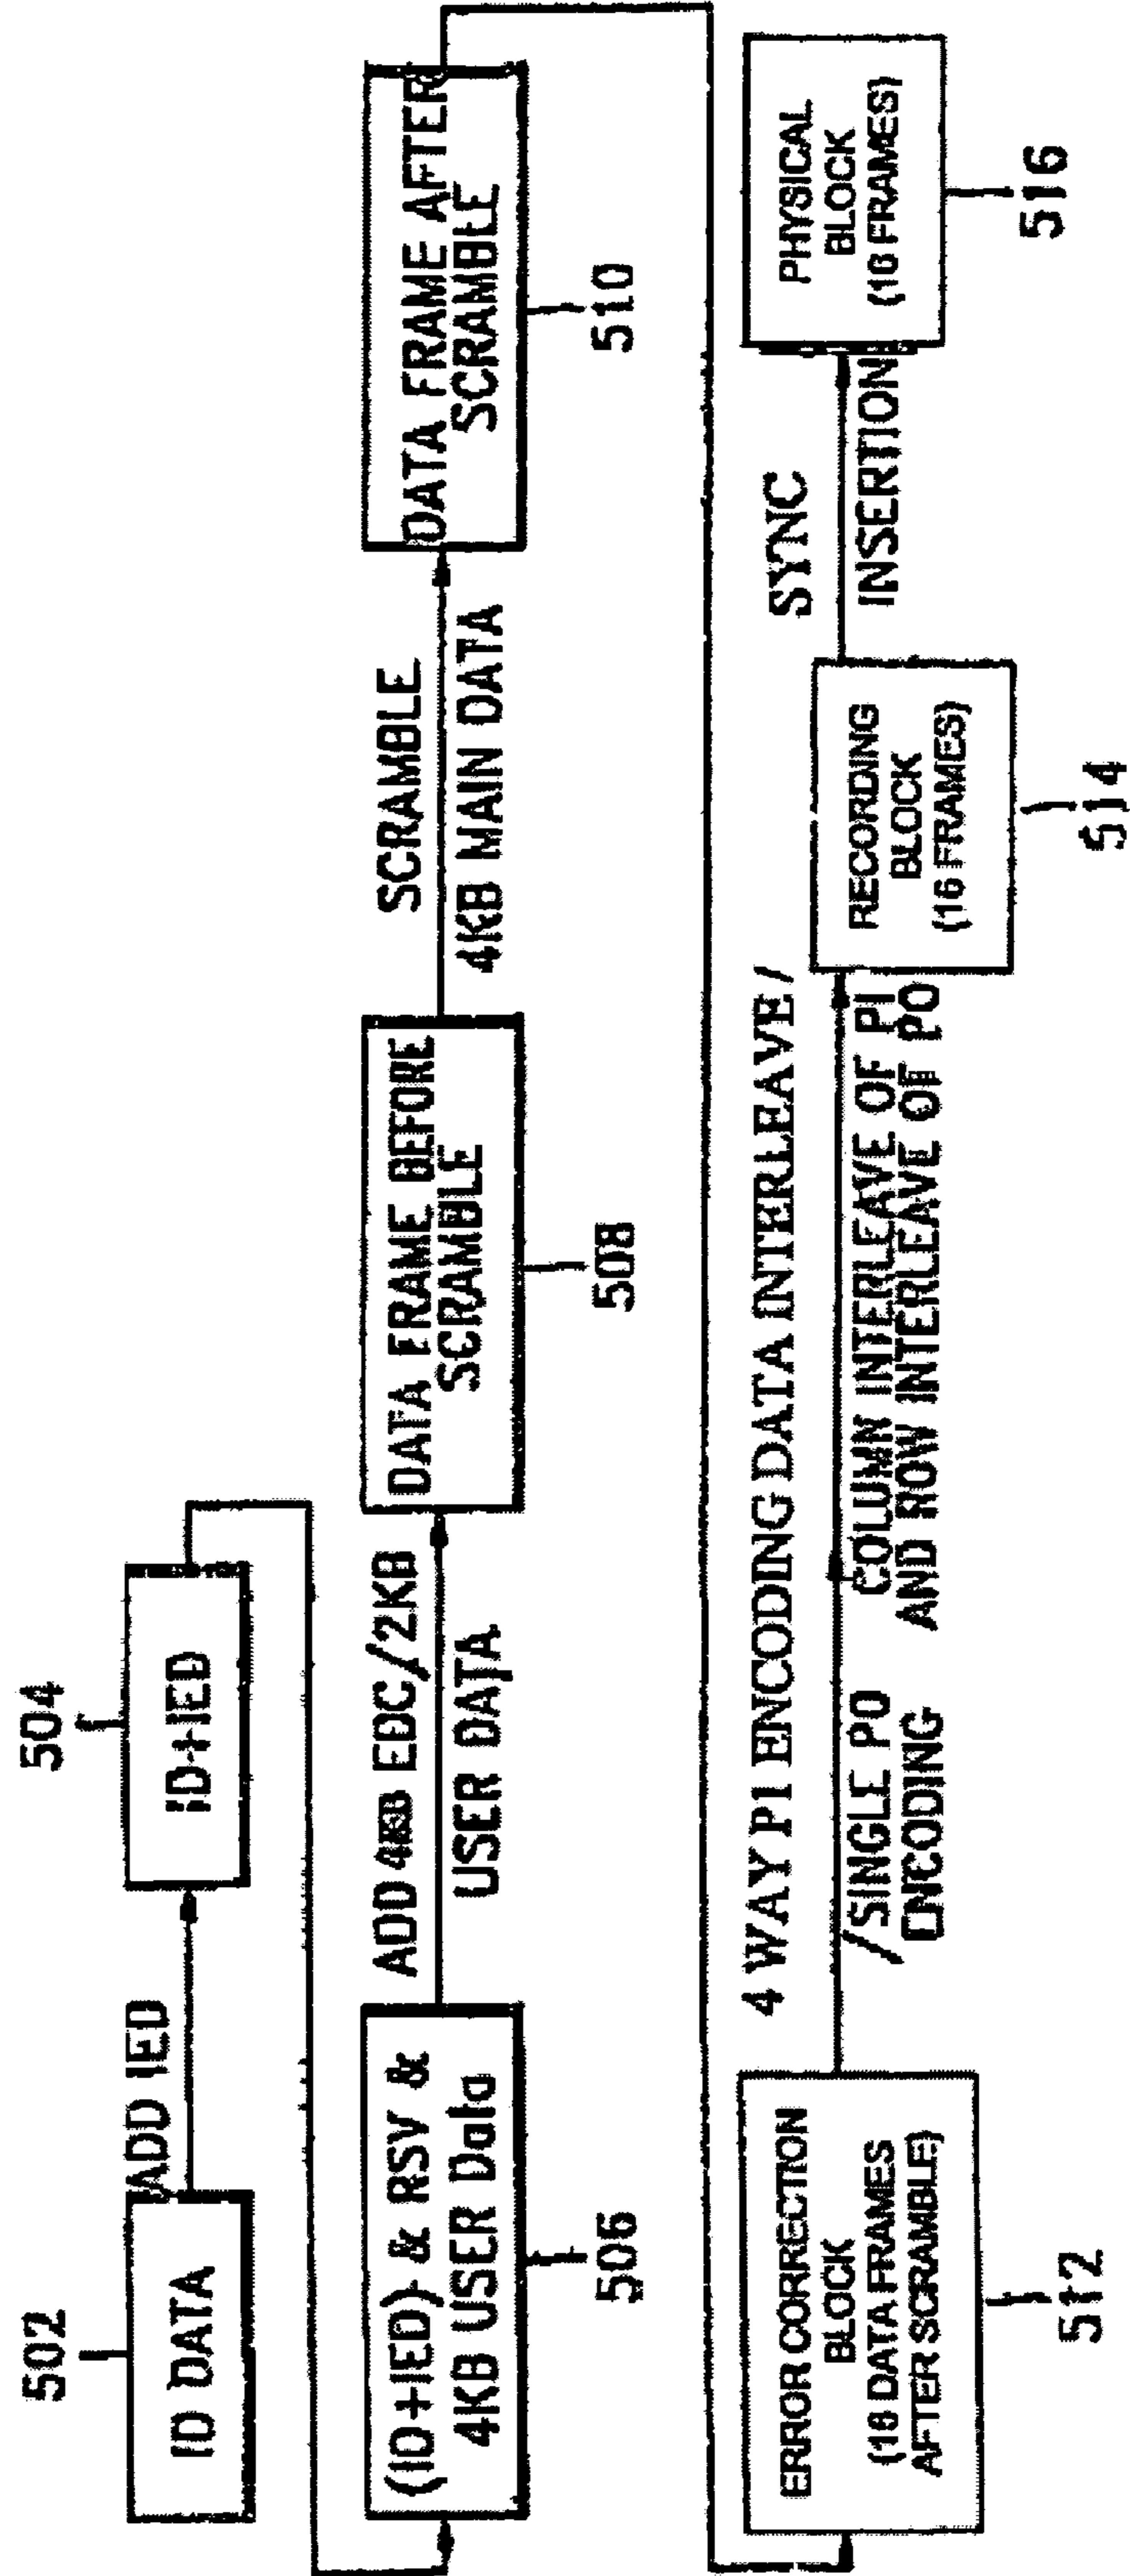 502
504
ID DATA
ADD IED
ID+IED
(ID+IED) & RSV &
4KB USER Data
506
ADD 4KB EDC/2KB
USER DATA
DATA FRAME BEFORE
SCRAMBLE
508
SCRAMBLE
4KB MAIN DATA
DATA FRAME AFTER
SCRAMBLE
510
ERROR CORRECTION
BLOCK
(16 DATA FRAMES
AFTER SCRAMBLE)
512
4 WAY PI ENCODING DATA INTERLEAVE /
/SINGLE PO
ENCODING
COLUMN INTERLEAVE OF PI
AND ROW INTERLEAVE OF PO
RECORDING
BLOCK
(16 FRAMES)
514
SYNC
INSERTION
PHYSICAL
BLOCK
(16 FRAMES)
516